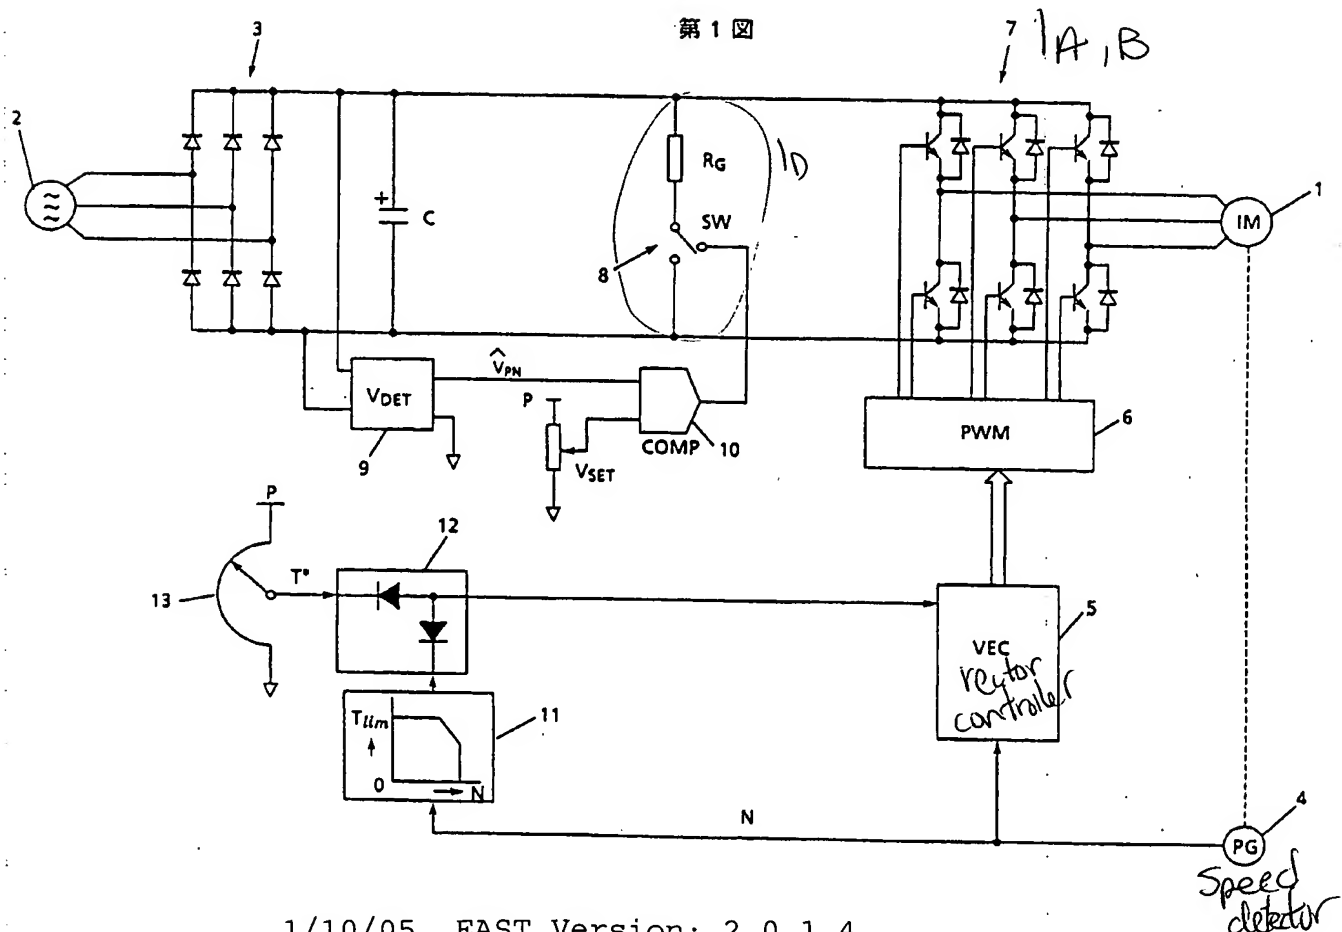 第1図
3
7
1A, B
2
RG
1D
1
+
C
SW
IM
8
V̂PN
P
VDET
COMP
10
9
VSET
PWM
6
P
12
T*
13
5
VEC
vector
controller
Tlim
11
0
N
N
4
PG
Speed
detector
1/10/05 EAST Version: 2.0.1.4